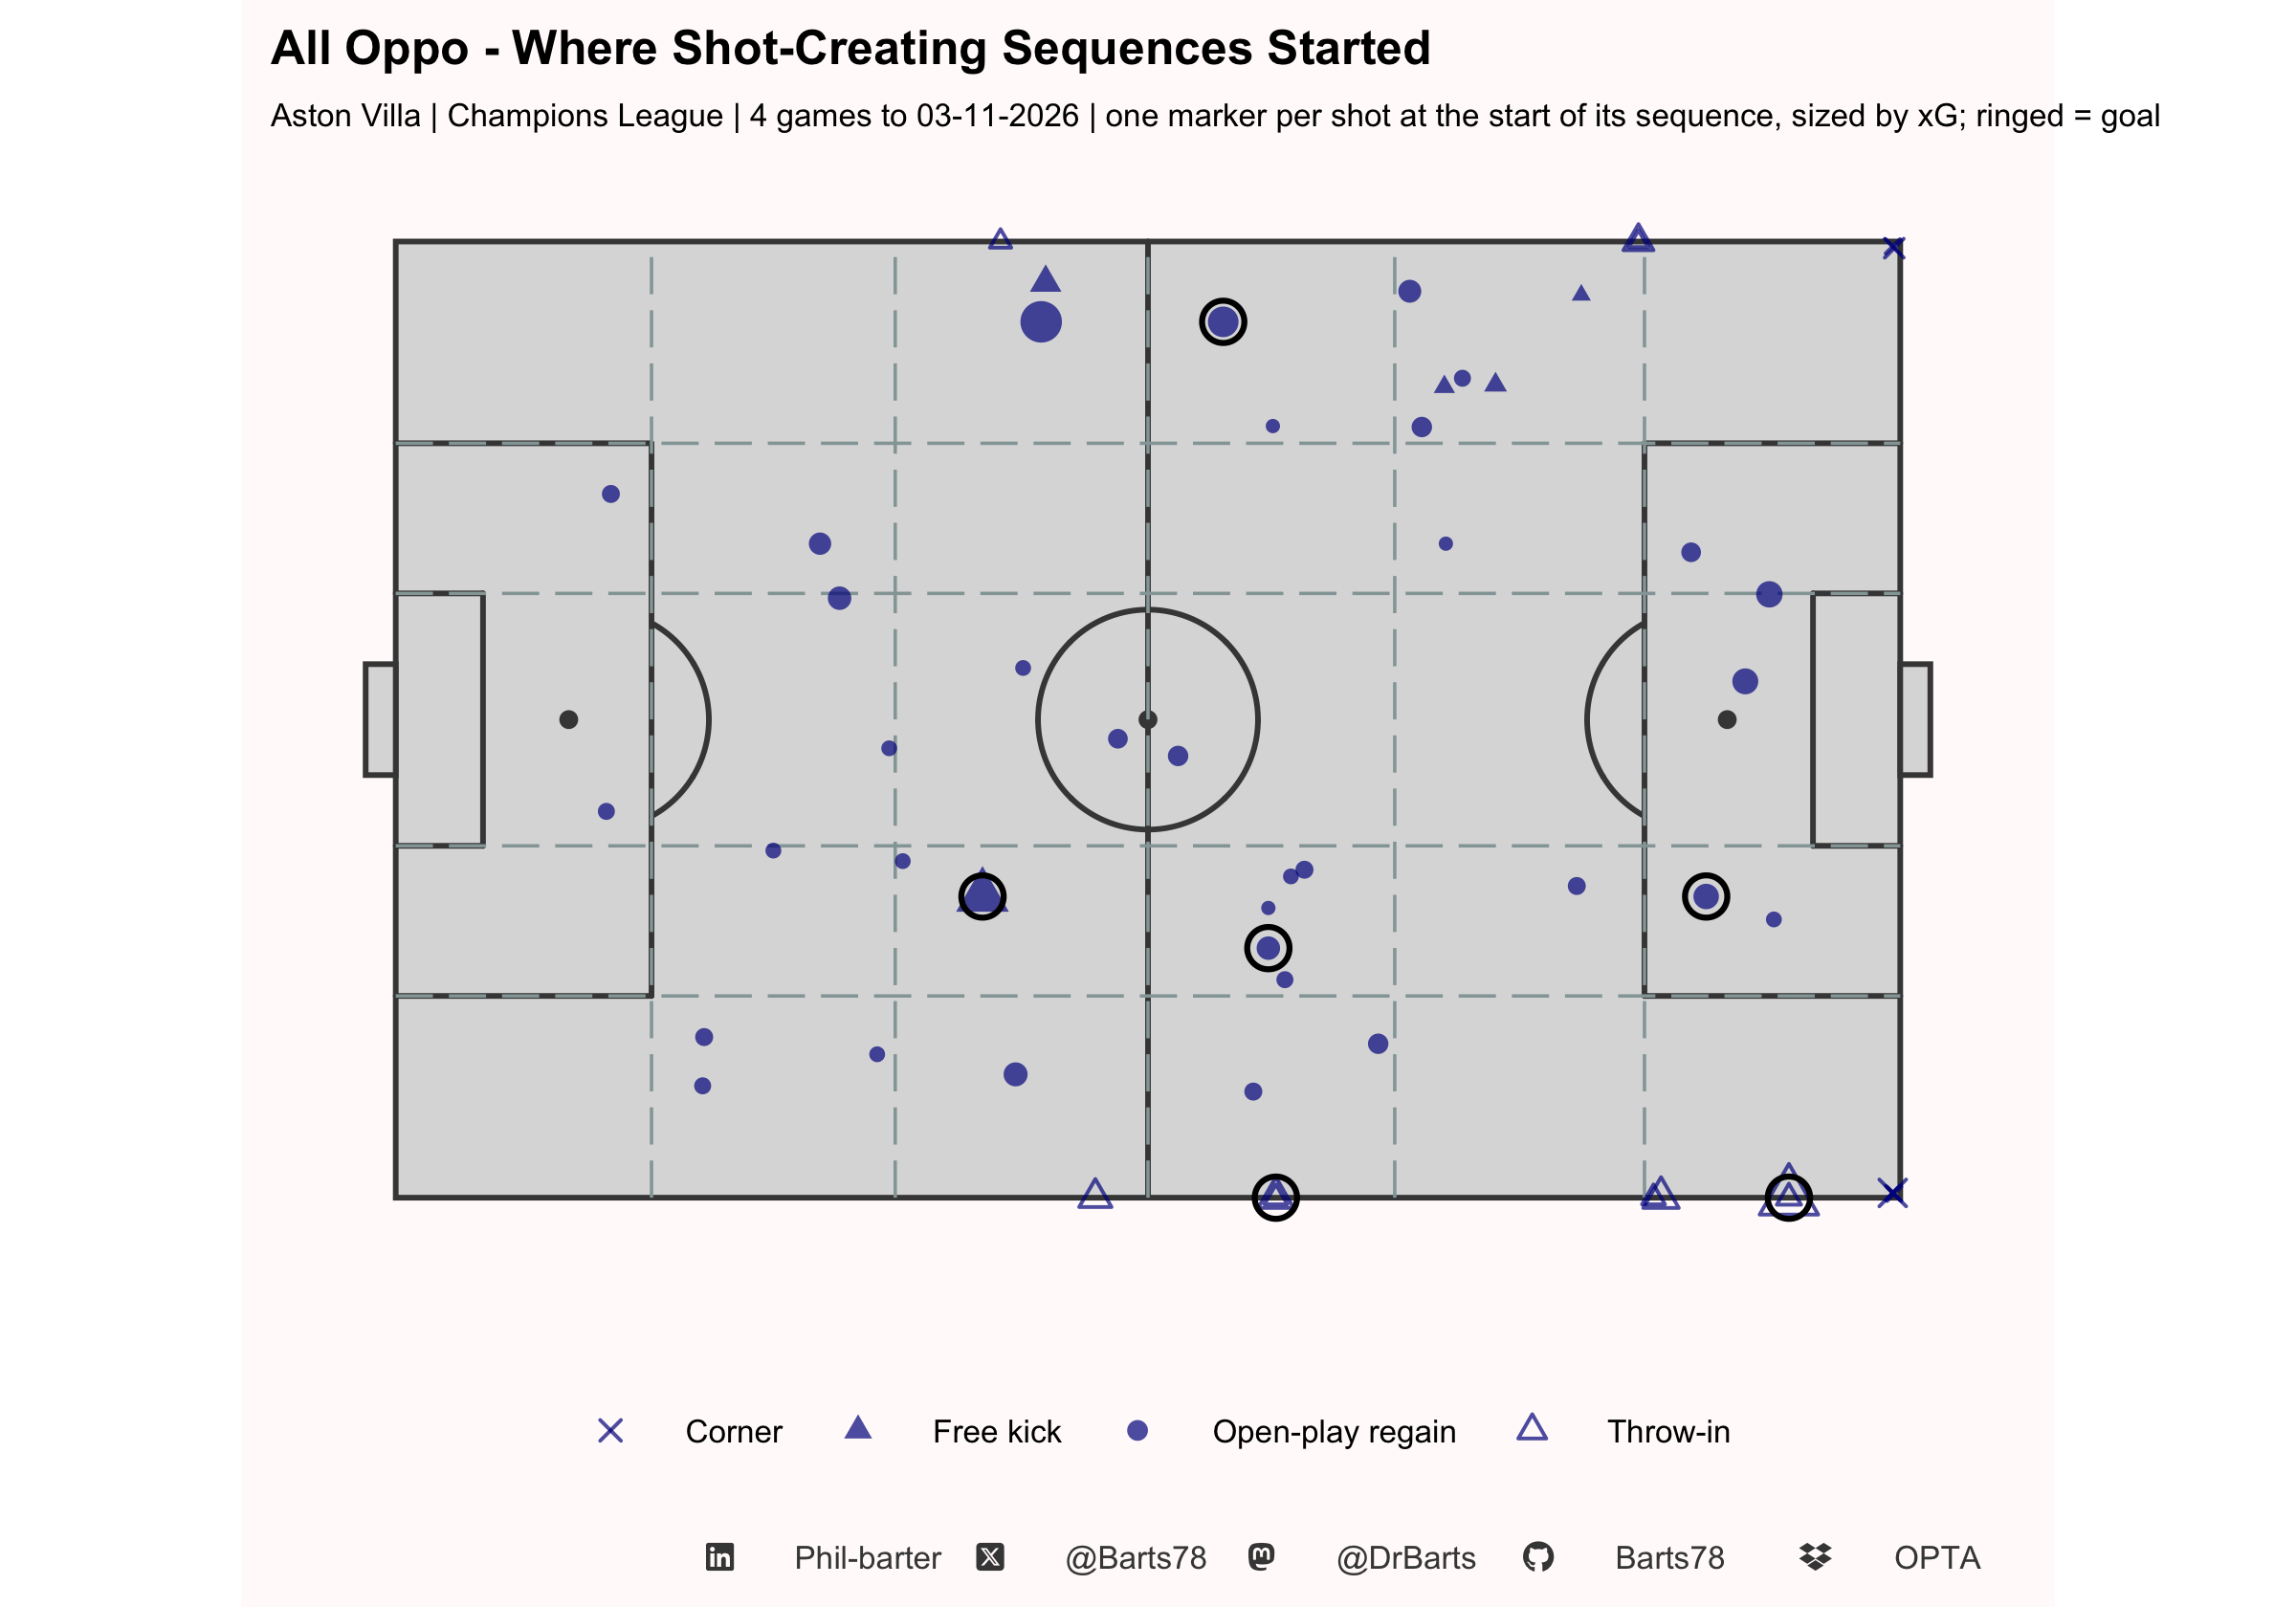 All Oppo - Where Shot-Creating Sequences Started
Aston Villa | Champions League | 4 games to 03-11-2026 | one marker per shot at the start of its sequence, sized by xG; ringed = goal
Corner Free kick Open-play regain Throw-in
Phil-barter @Barts78 @DrBarts Barts78 OPTA